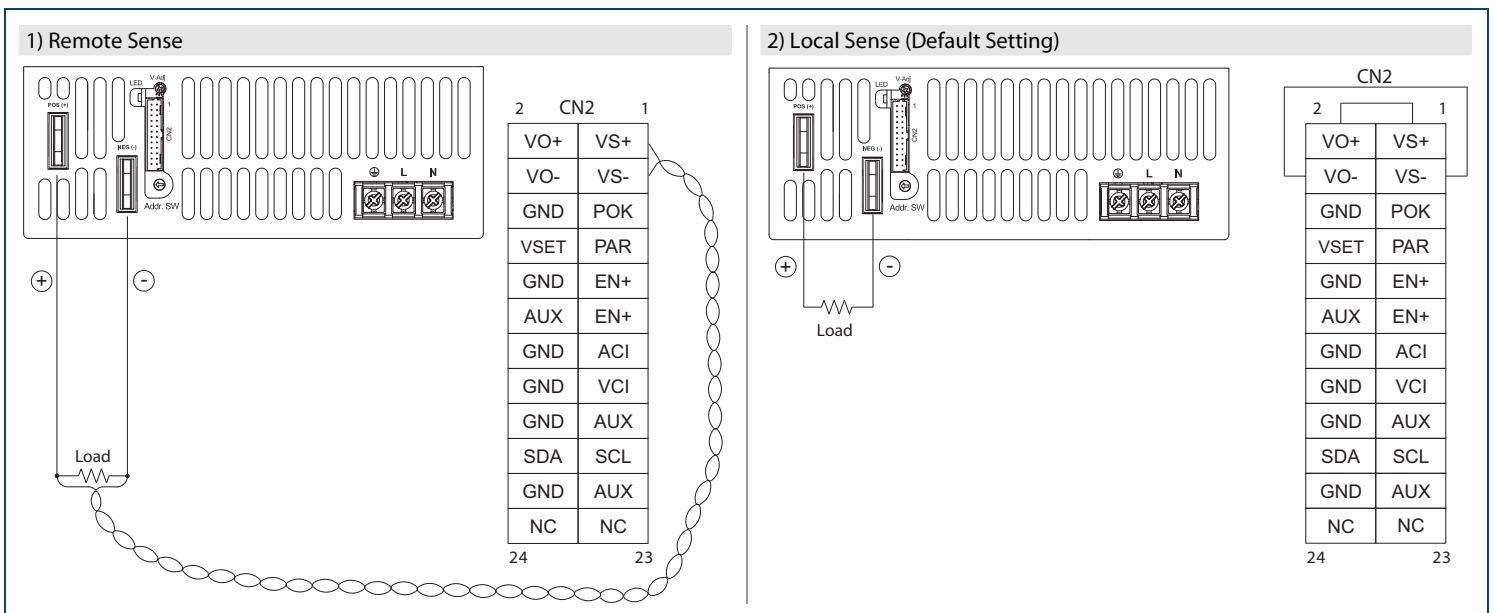 1) Remote Sense
LED V-Adj
POS (+)
1
CN2
NEG (-)
L N
Addr. SW
+ -
Load
2 CN2 1
VO+ VS+
VO- VS-
GND POK
VSET PAR
GND EN+
AUX EN+
GND ACI
GND VCI
GND AUX
SDA SCL
GND AUX
NC NC
24 23
2) Local Sense (Default Setting)
LED V-Adj
POS (+)
1
CN2
NEG (-)
L N
Addr. SW
+ -
Load
CN2
2 1
VO+ VS+
VO- VS-
GND POK
VSET PAR
GND EN+
AUX EN+
GND ACI
GND VCI
GND AUX
SDA SCL
GND AUX
NC NC
24 23